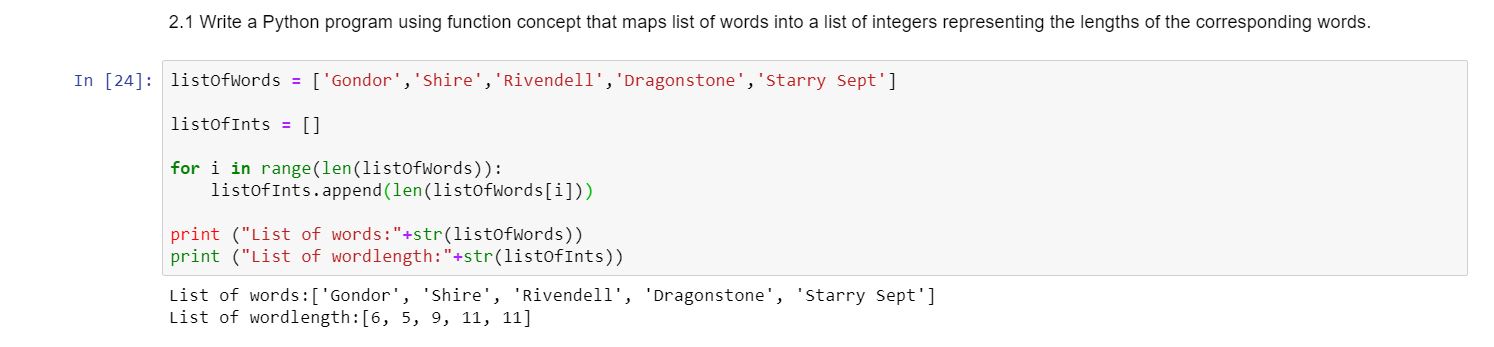 2.1 Write a Python program using function concept that maps list of words into a list of integers representing the lengths of the corresponding words.
In [24]: listOfWords = ['Gondor','Shire','Rivendell','Dragonstone','Starry Sept']
listOfInts = []
for i in range(len(listOfWords)):
    listOfInts.append(len(listOfWords[i]))
print ("List of words:"+str(listOfWords))
print ("List of wordlength:"+str(listOfInts))
List of words:['Gondor', 'Shire', 'Rivendell', 'Dragonstone', 'Starry Sept']
List of wordlength:[6, 5, 9, 11, 11]